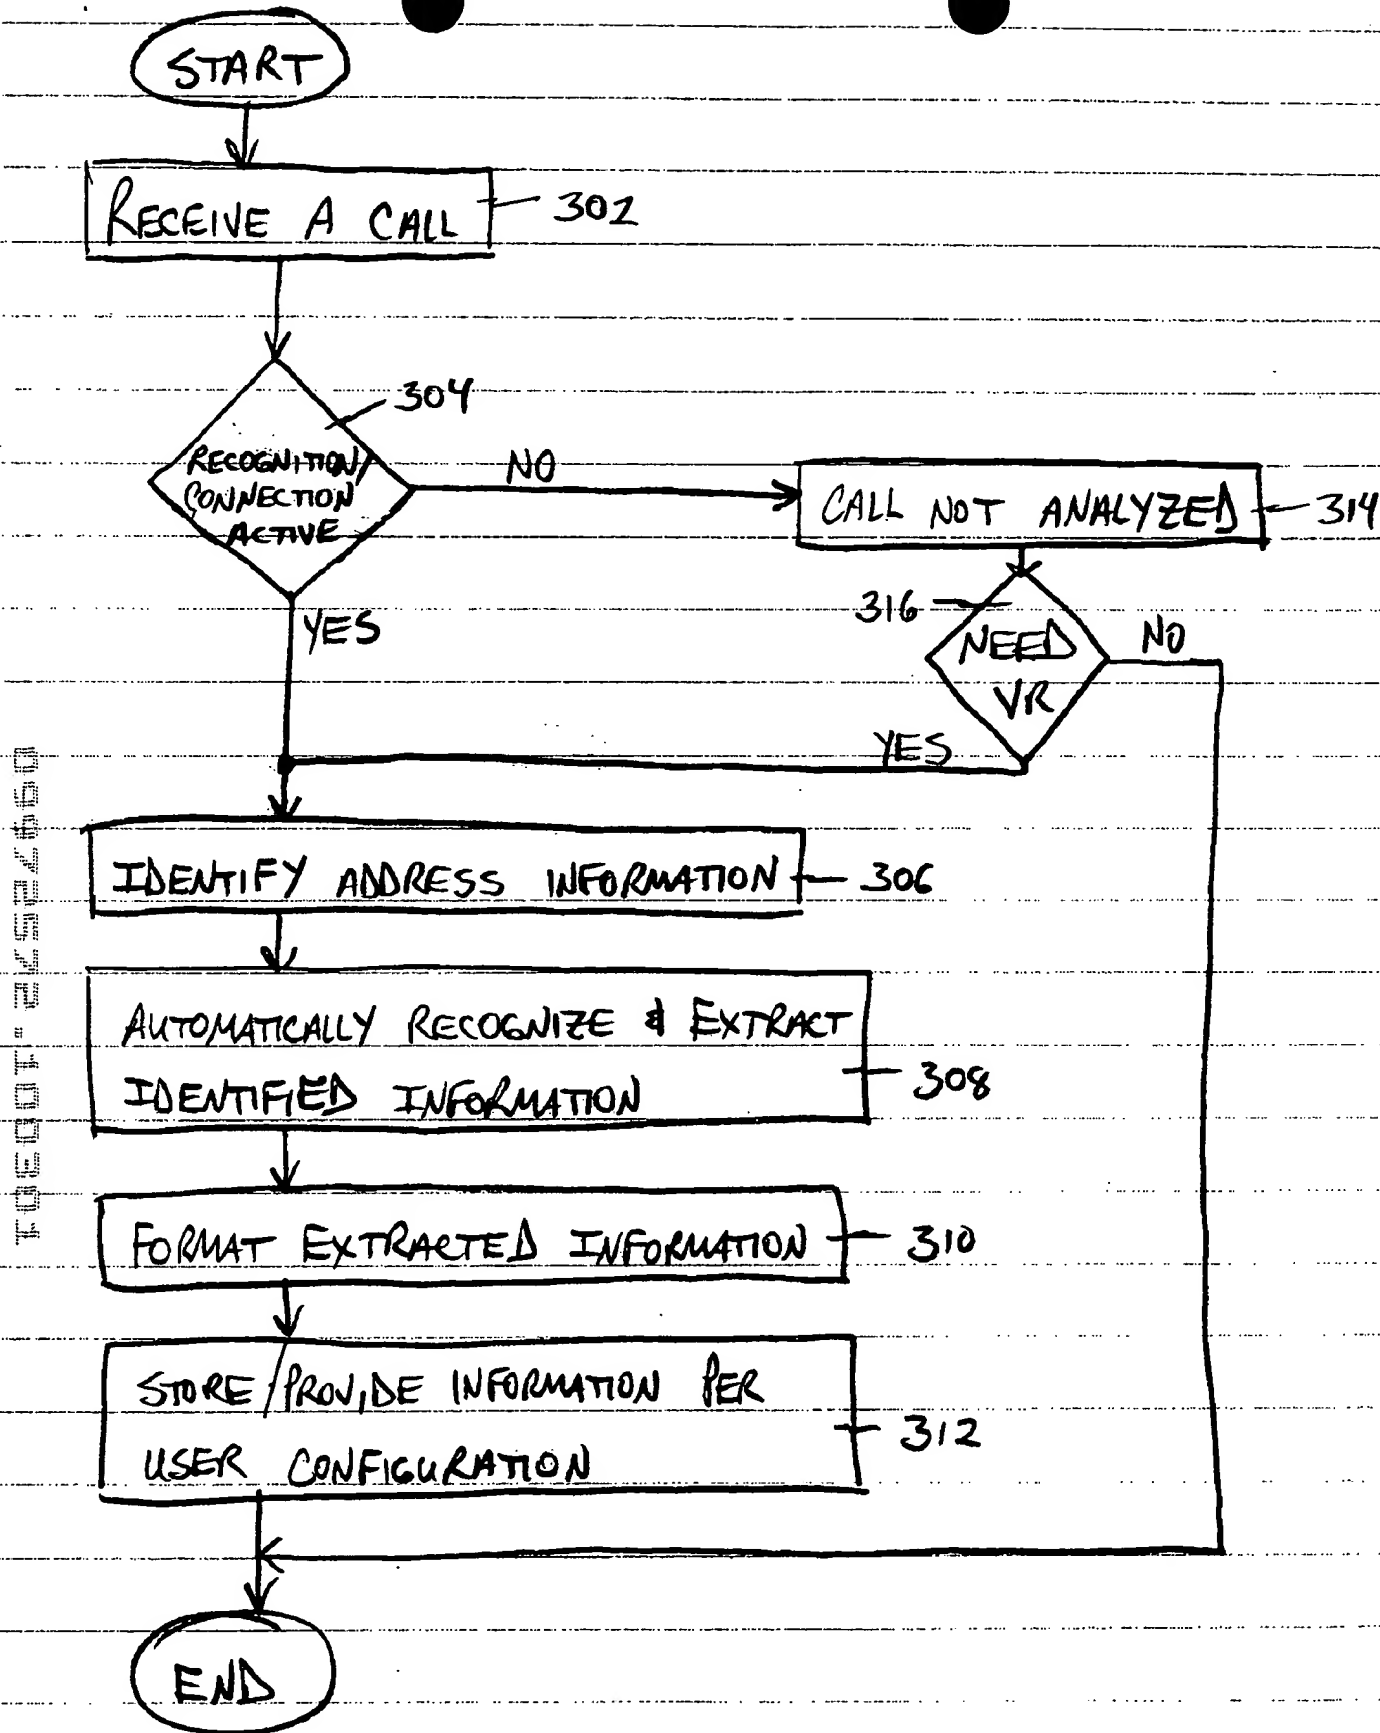 START
RECEIVE A CALL
302
304
RECOGNITION/
CONNECTION
ACTIVE
NO
CALL NOT ANALYZED
314
YES
316
NEED
VR
NO
YES
IDENTIFY ADDRESS INFORMATION
306
AUTOMATICALLY RECOGNIZE & EXTRACT
IDENTIFIED INFORMATION
308
FORMAT EXTRACTED INFORMATION
310
STORE/PROVIDE INFORMATION PER
USER CONFIGURATION
312
END